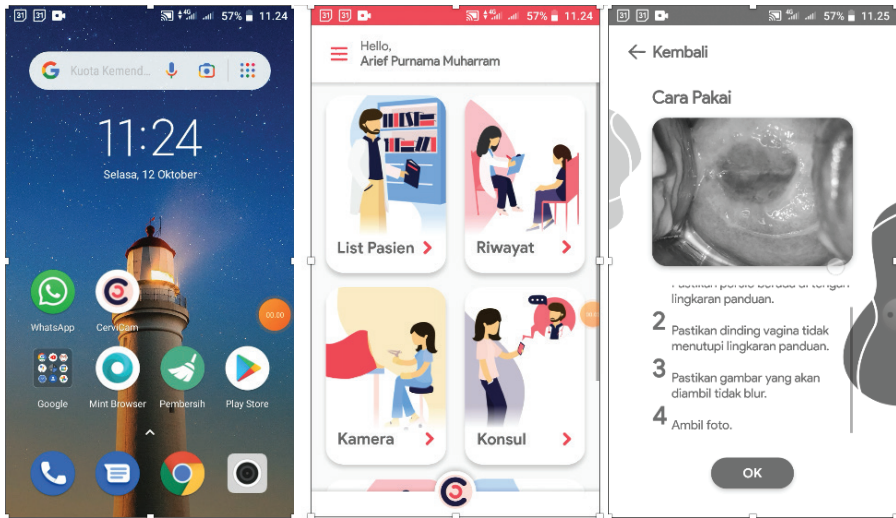 31 31 4G 57% 11.24
Kuota Kemend...
11:24
Selasa, 12 Oktober
00.00
WhatsApp CerviCam
Google Mint Browser Pembersih Play Store
31 31 4G 57% 11.24
Hello,
Arief Purnama Muharram
List Pasien
Riwayat
Kamera
Konsul
31 31 4G 57% 11.25
Kembali
Cara Pakai
lingkaran panduan.
2 Pastikan dinding vagina tidak
menutupi lingkaran panduan.
3 Pastikan gambar yang akan
diambil tidak blur.
4 Ambil foto.
OK